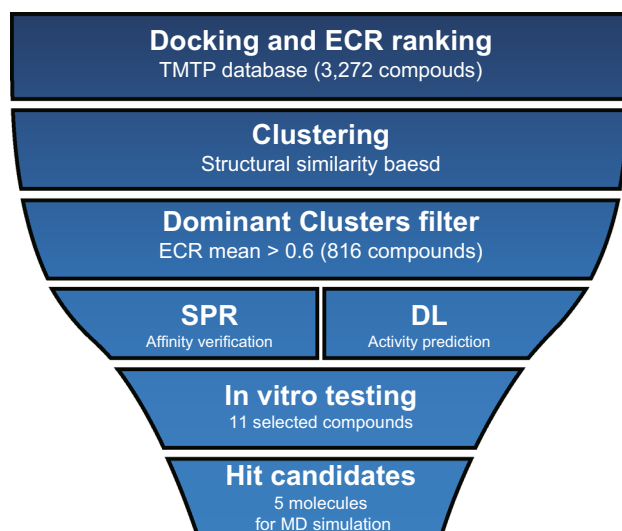 Docking and ECR ranking
TMTP database (3,272 compouds)
Clustering
Structural similarity baesd
Dominant Clusters filter
ECR mean > 0.6 (816 compounds)
SPR
Affinity verification
DL
Activity prediction
In vitro testing
11 selected compounds
Hit candidates
5 molecules
for MD simulation